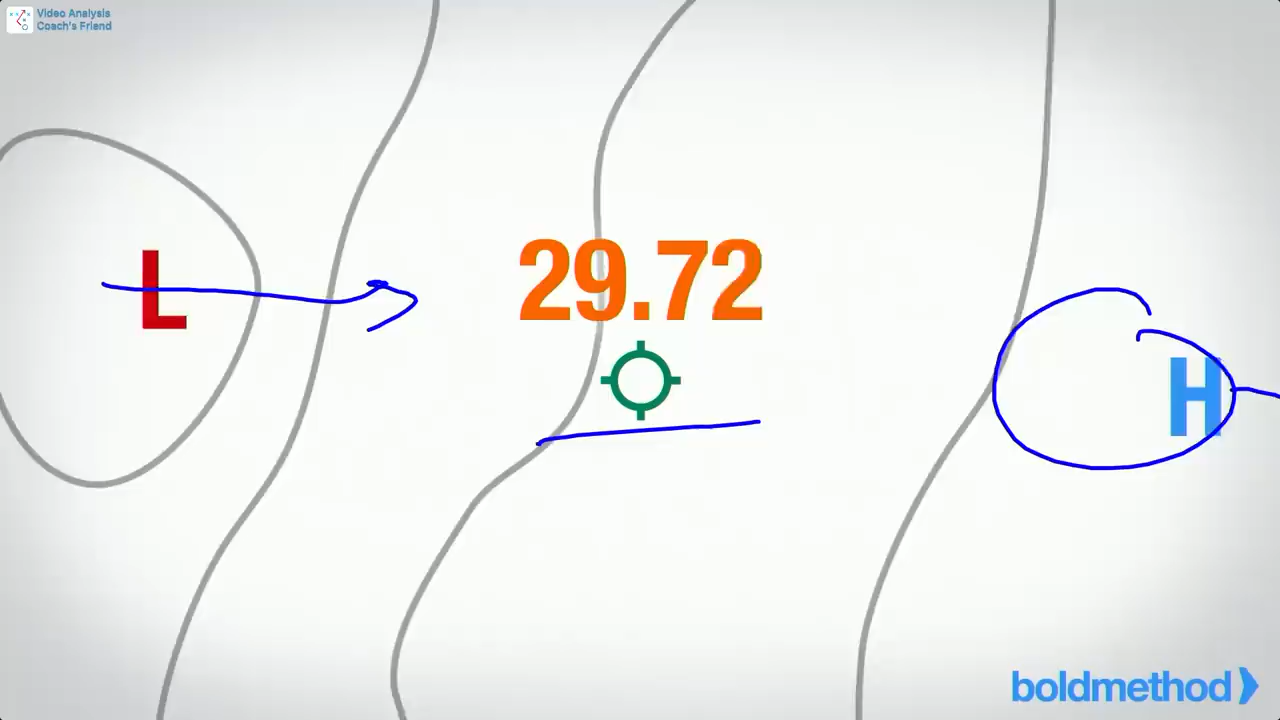 Video Analysis
Coach's Friend
L
29.72
H
boldmethod